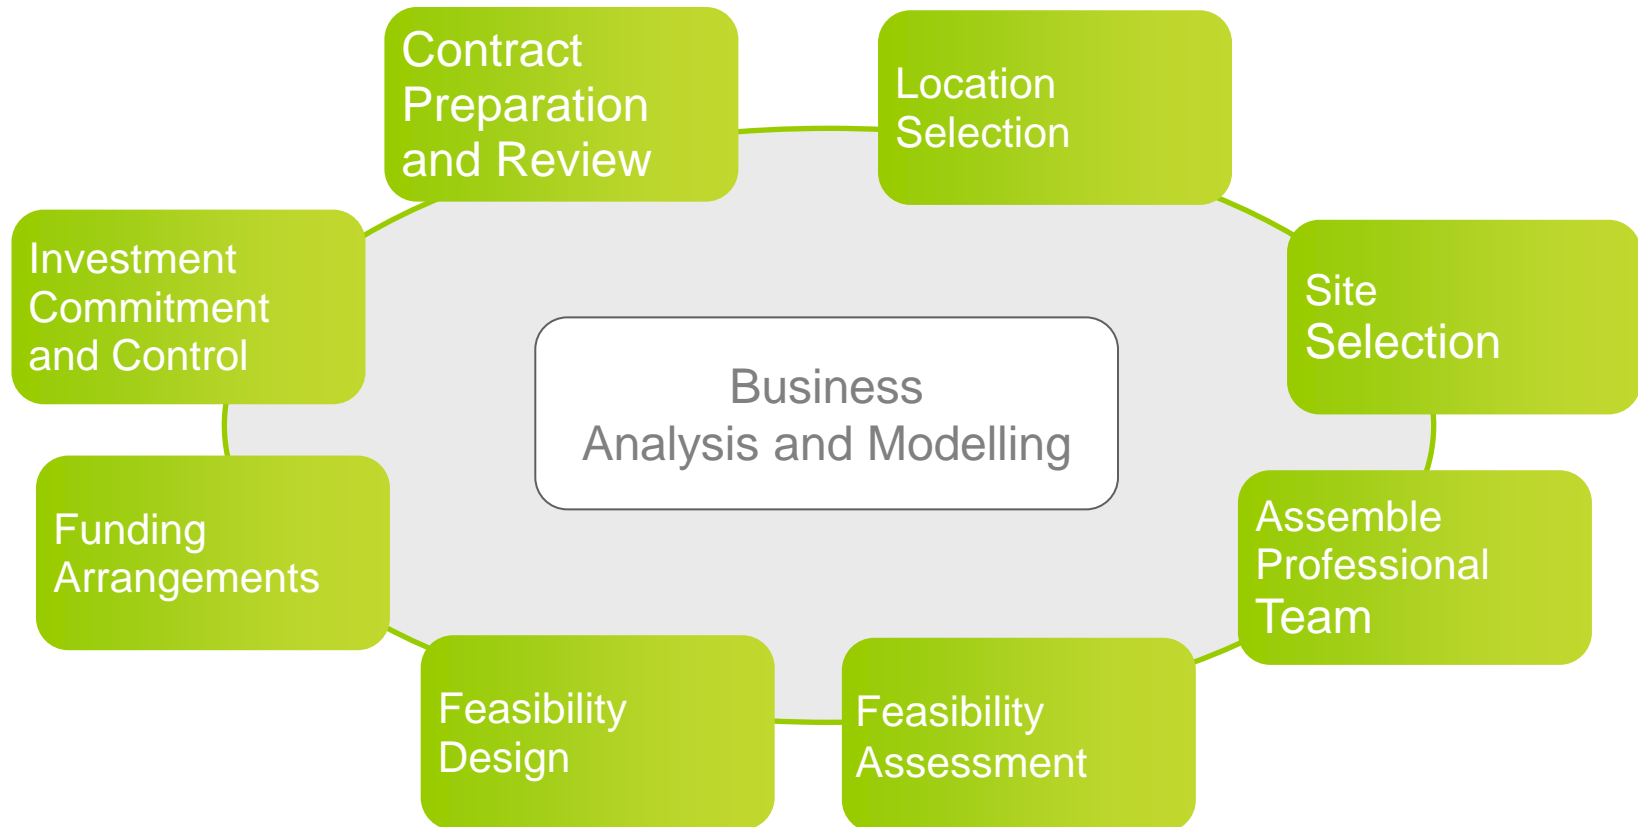 Contract
Preparation
and Review
Location
Selection
Investment
Commitment
and Control
Site
Selection
Business
Analysis and Modelling
Funding
Arrangements
Assemble
Professional
Team
Feasibility
Design
Feasibility
Assessment